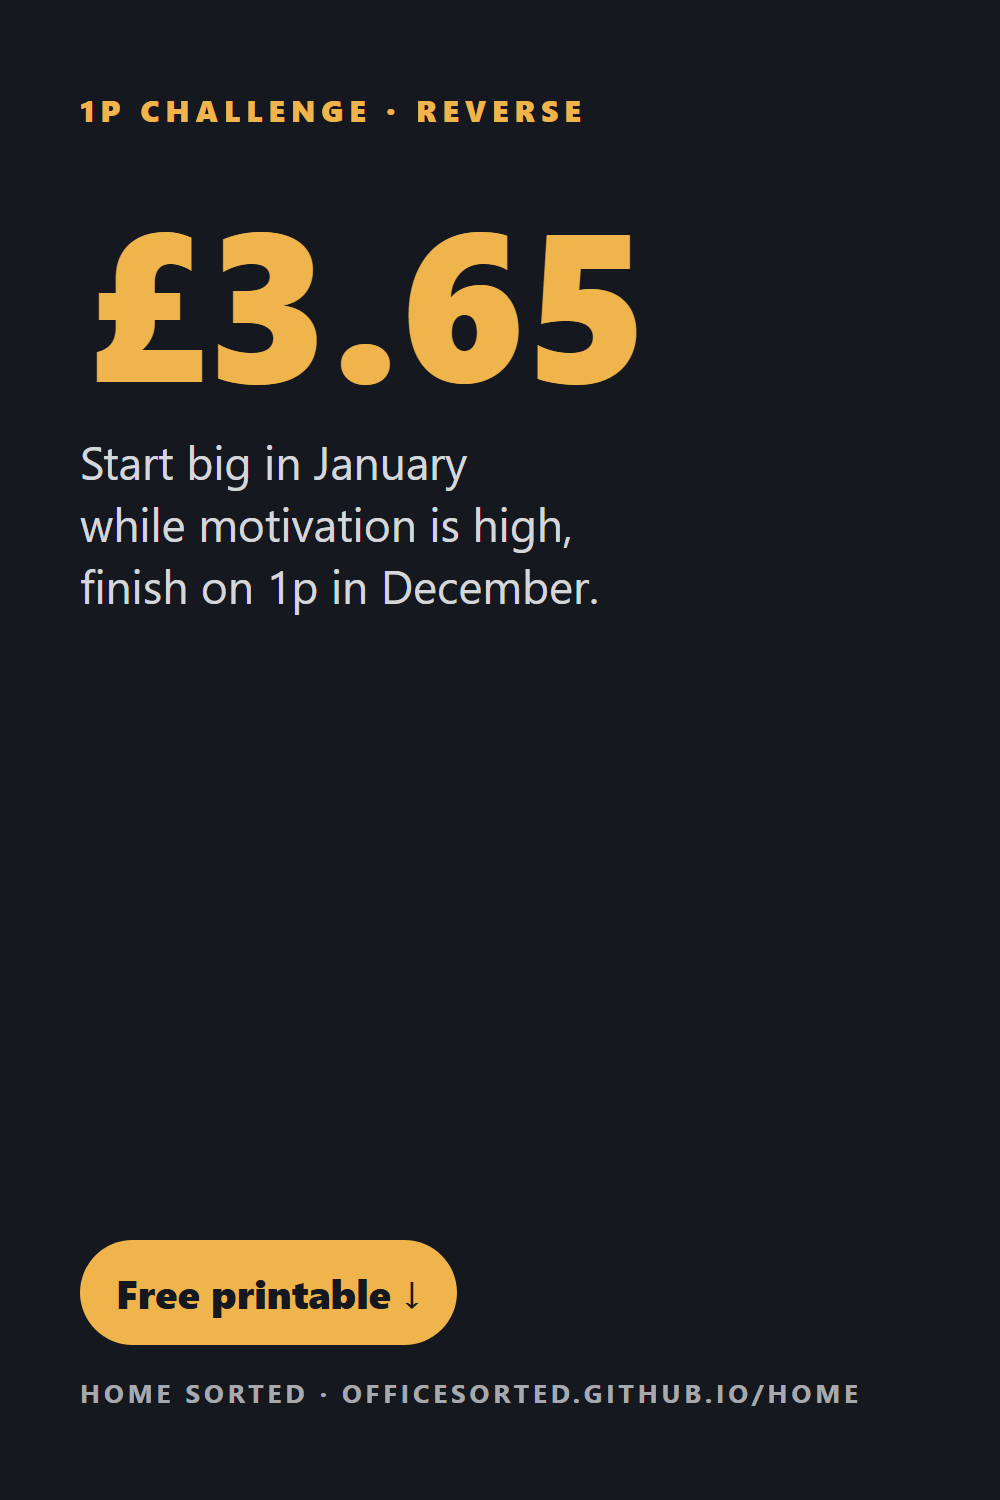 1P CHALLENGE · REVERSE
£3.65
Start big in January
while motivation is high,
finish on 1p in December.
Free printable ↓
HOME SORTED · OFFICESORTED.GITHUB.IO/HOME